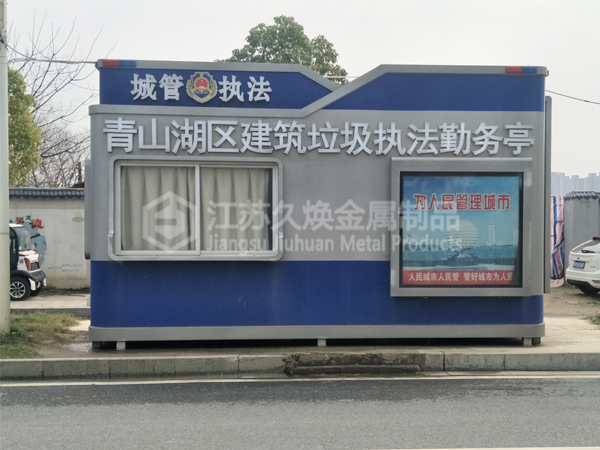 城管 执法
青山湖区建筑垃圾执法勤务亭
江苏久焕金属制品
Jiangsu Jiuhuan Metal Products
为人民管理城市
人民城市人民管 管好城市为人民